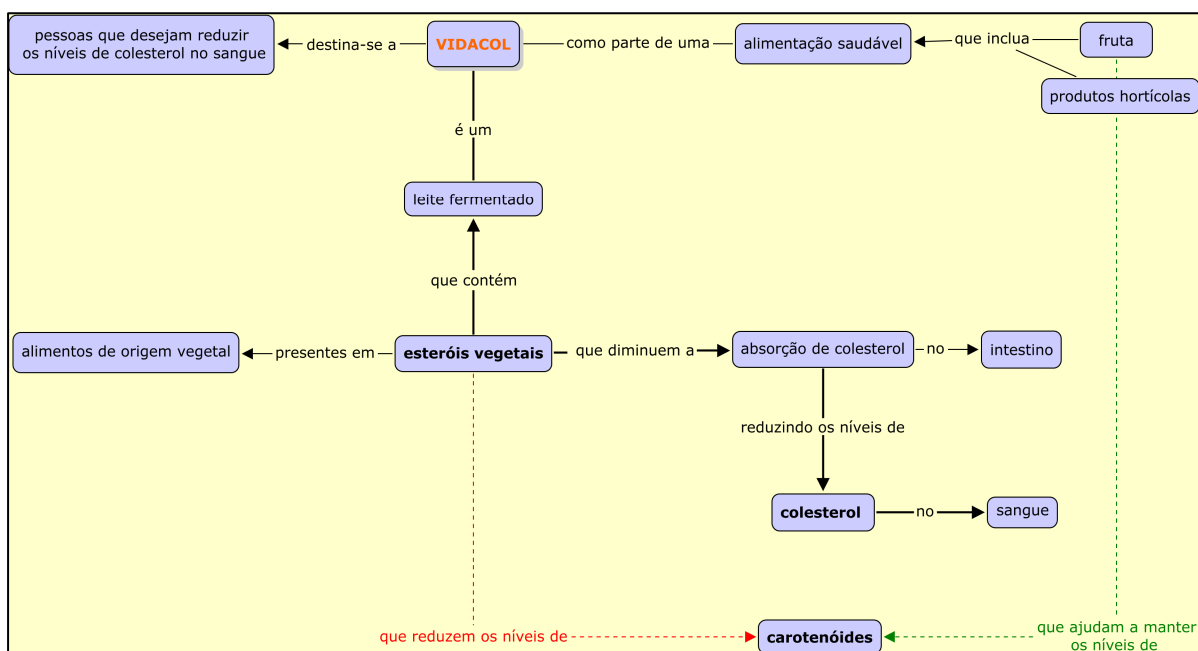 pessoas que desejam reduzir
os níveis de colesterol no sangue
destina-se a
VIDACOL
como parte de uma
alimentação saudável
que inclua
fruta
produtos hortícolas
é um
leite fermentado
que contém
alimentos de origem vegetal
presentes em
esteróis vegetais
que diminuem a
absorção de colesterol
no
intestino
reduzindo os níveis de
colesterol
no
sangue
que reduzem os níveis de
carotenóides
que ajudam a manter
os níveis de